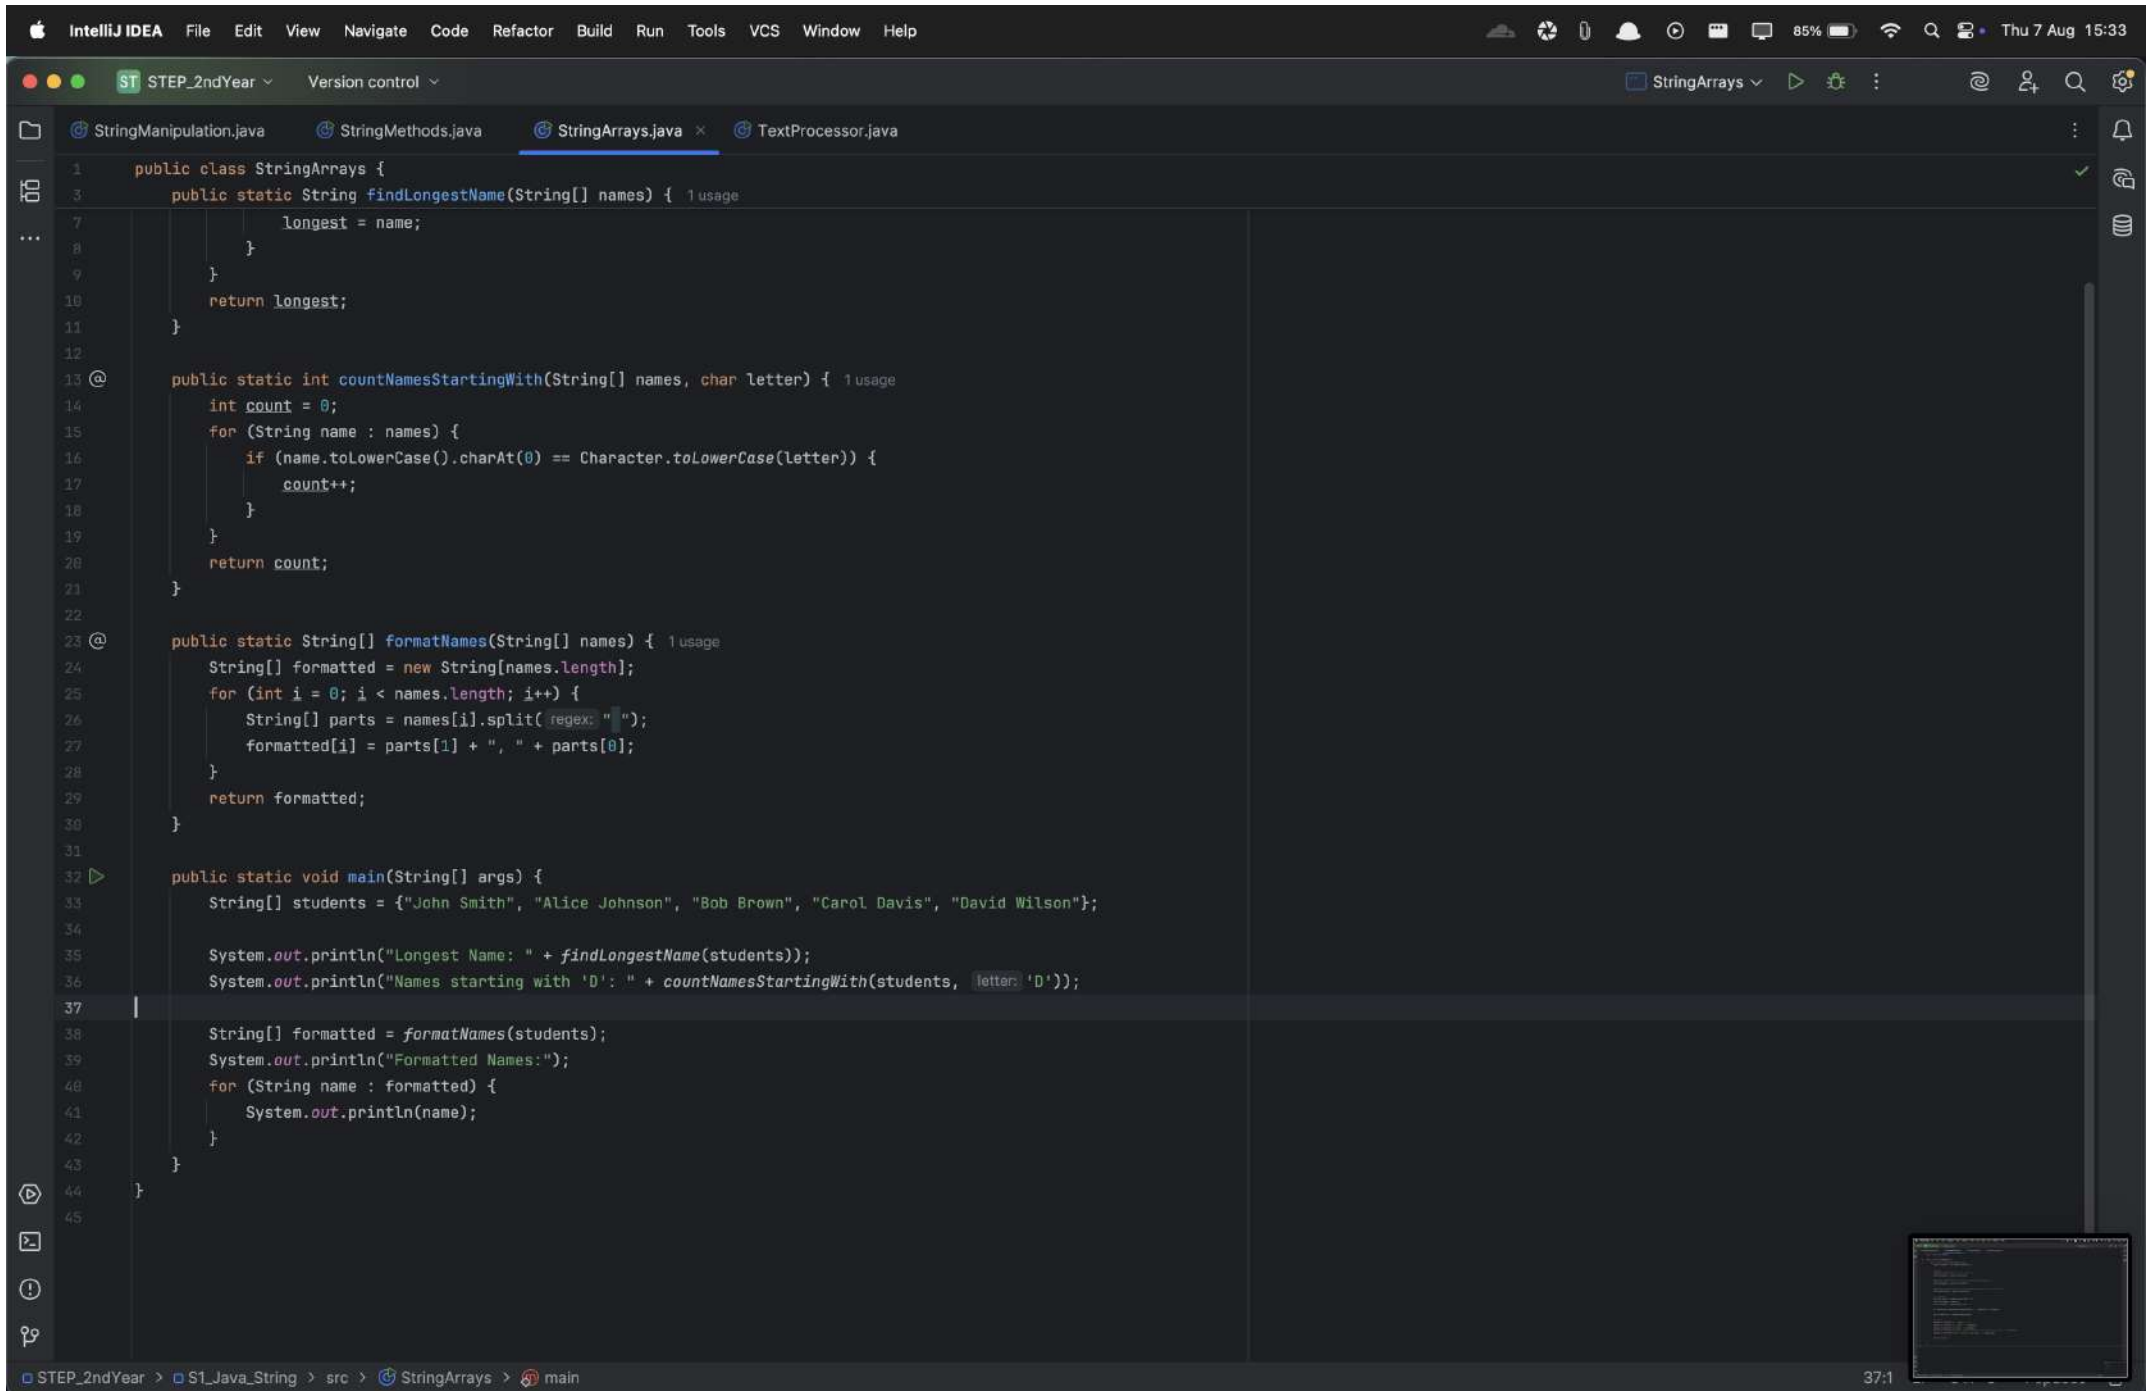 IntelliJ IDEA File Edit View Navigate Code Refactor Build Run Tools VCS Window Help 85% Thu 7 Aug 15:33
ST STEP_2ndYear Version control StringArrays
StringManipulation.java StringMethods.java StringArrays.java × TextProcessor.java
1 public class StringArrays {
3 public static String findLongestName(String[] names) { 1 usage
7 longest = name;
8 }
9 }
10 return longest;
11 }
12
13 @ public static int countNamesStartingWith(String[] names, char letter) { 1 usage
14 int count = 0;
15 for (String name : names) {
16 if (name.toLowerCase().charAt(0) == Character.toLowerCase(letter)) {
17 count++;
18 }
19 }
20 return count;
21 }
22
23 @ public static String[] formatNames(String[] names) { 1 usage
24 String[] formatted = new String[names.length];
25 for (int i = 0; i < names.length; i++) {
26 String[] parts = names[i].split( regex: " ");
27 formatted[i] = parts[1] + ", " + parts[0];
28 }
29 return formatted;
30 }
31
32 public static void main(String[] args) {
33 String[] students = {"John Smith", "Alice Johnson", "Bob Brown", "Carol Davis", "David Wilson"};
34
35 System.out.println("Longest Name: " + findLongestName(students));
36 System.out.println("Names starting with 'D': " + countNamesStartingWith(students, letter: 'D'));
37
38 String[] formatted = formatNames(students);
39 System.out.println("Formatted Names:");
40 for (String name : formatted) {
41 System.out.println(name);
42 }
43 }
44 }
45
STEP_2ndYear > S1_Java_String > src > StringArrays > main 37:1